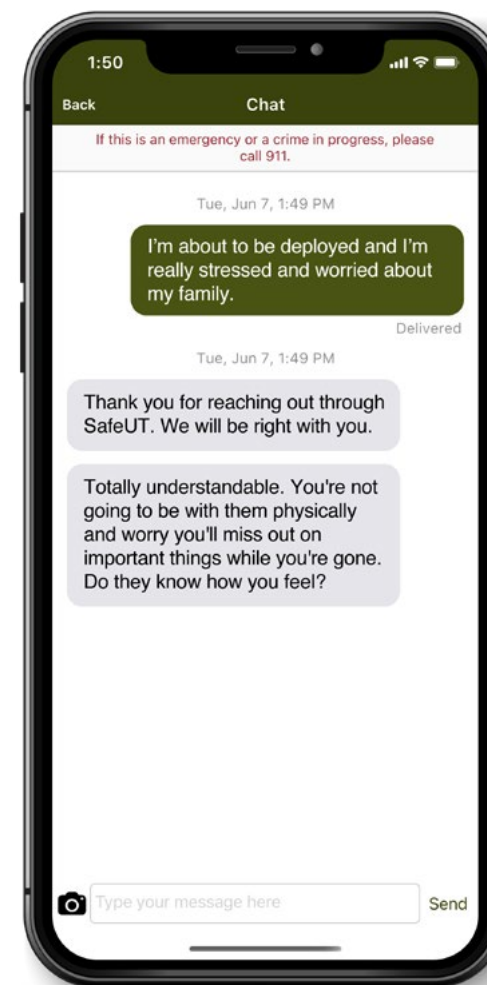 1:50
Back Chat
If this is an emergency or a crime in progress, please
call 911.
Tue, Jun 7, 1:49 PM
I'm about to be deployed and I'm
really stressed and worried about
my family.
Delivered
Tue, Jun 7, 1:49 PM
Thank you for reaching out through
SafeUT. We will be right with you.
Totally understandable. You're not
going to be with them physically
and worry you'll miss out on
important things while you're gone.
Do they know how you feel?
Type your message here Send